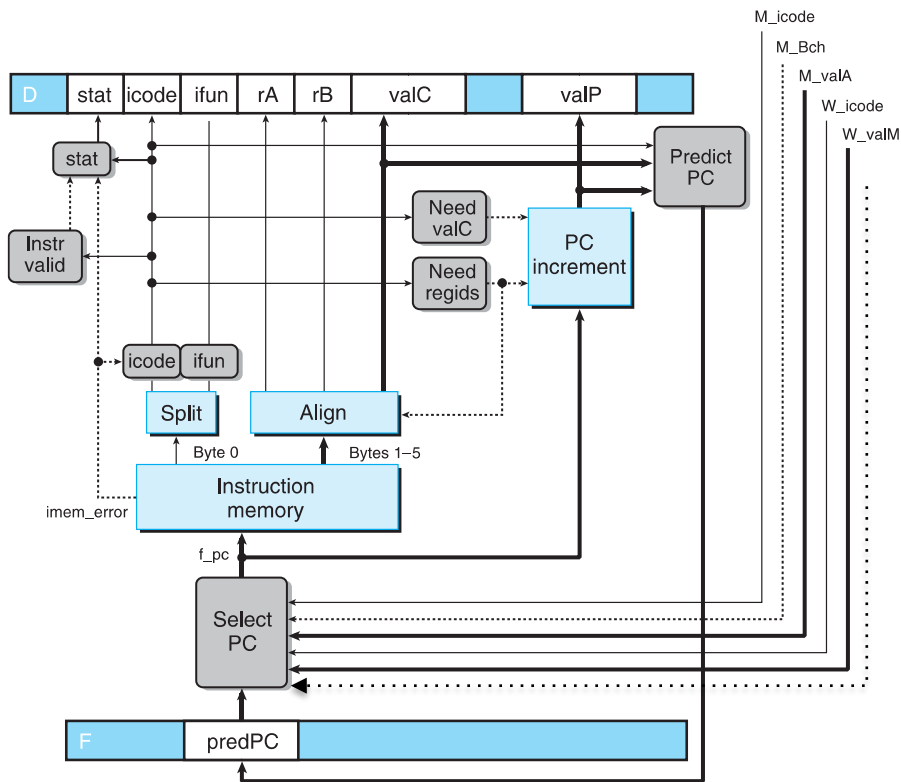 M_icode
M_Bch
M_valA
W_icode
W_valM
D stat icode ifun rA rB valC valP
stat
Predict
PC
Need
valC
Instr
valid
PC
increment
Need
regids
icode ifun
Split
Align
Byte 0
Bytes 1–5
Instruction
memory
imem_error
f_pc
Select
PC
F predPC